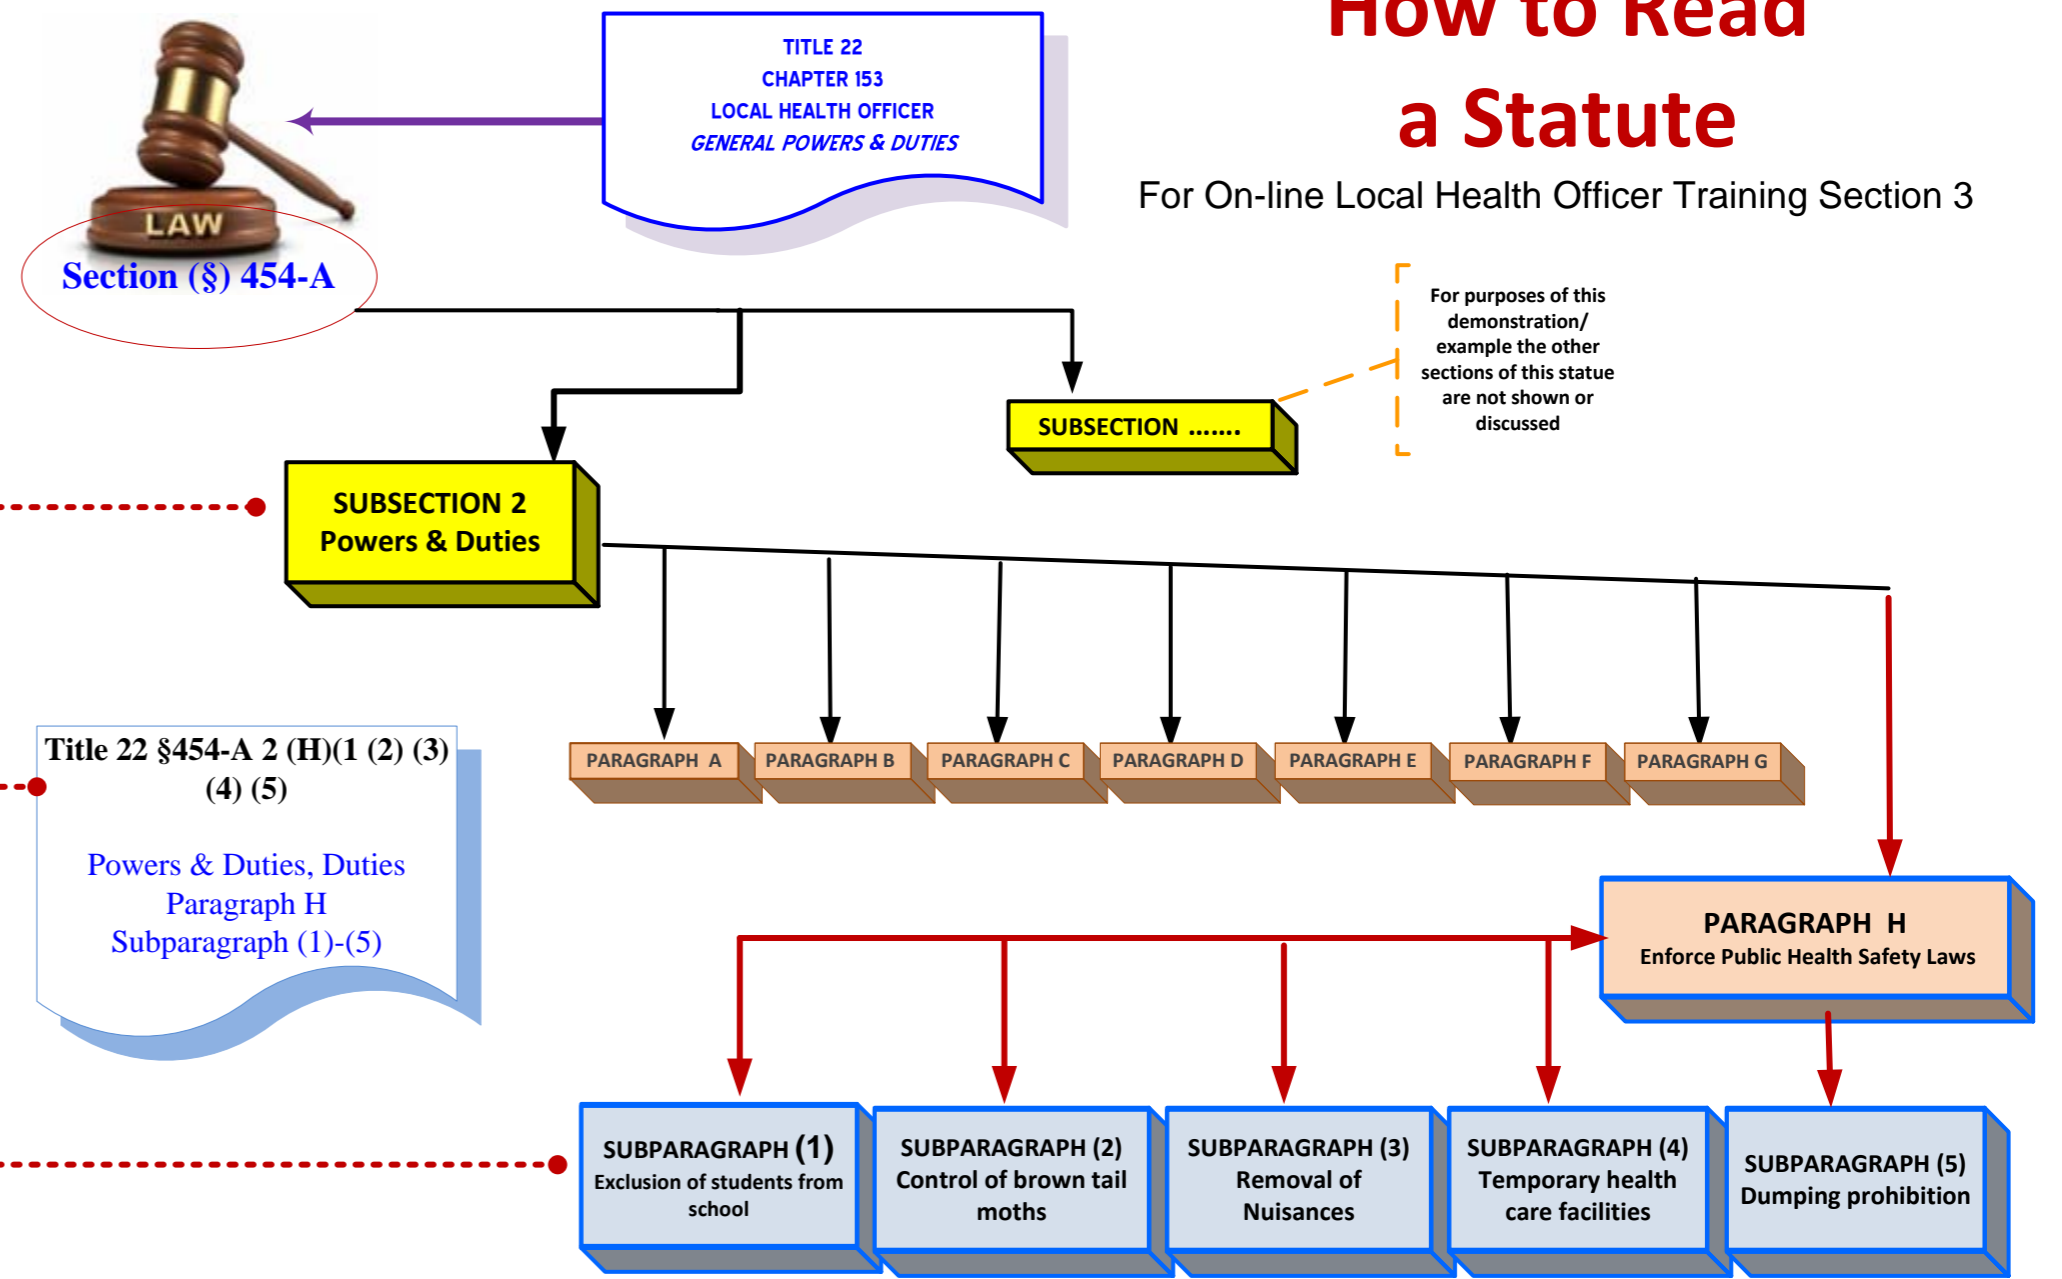 How to Read
a Statute
For On-line Local Health Officer Training Section 3
TITLE 22
CHAPTER 153
LOCAL HEALTH OFFICER
GENERAL POWERS & DUTIES
LAW
Section (§) 454-A
For purposes of this
demonstration/
example the other
sections of this statue
are not shown or
discussed
SUBSECTION .......
SUBSECTION 2
Powers & Duties
PARAGRAPH A
PARAGRAPH B
PARAGRAPH C
PARAGRAPH D
PARAGRAPH E
PARAGRAPH F
PARAGRAPH G
Title 22 §454-A 2 (H)(1 (2) (3)
(4) (5)
Powers & Duties, Duties
Paragraph H
Subparagraph (1)-(5)
PARAGRAPH H
Enforce Public Health Safety Laws
SUBPARAGRAPH (1)
Exclusion of students from
school
SUBPARAGRAPH (2)
Control of brown tail
moths
SUBPARAGRAPH (3)
Removal of
Nuisances
SUBPARAGRAPH (4)
Temporary health
care facilities
SUBPARAGRAPH (5)
Dumping prohibition